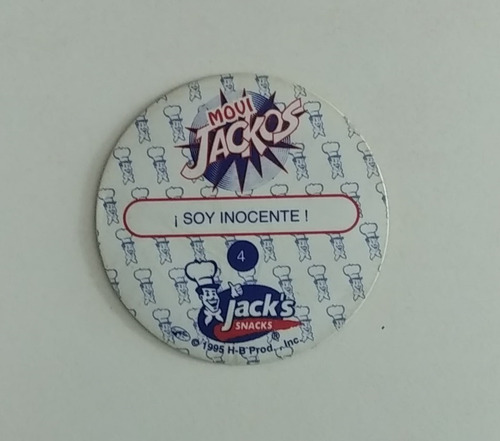 MOVI
JACKOS
¡ SOY INOCENTE !
4
Jack's
SNACKS
© 1995 H-B Prod®., Inc.